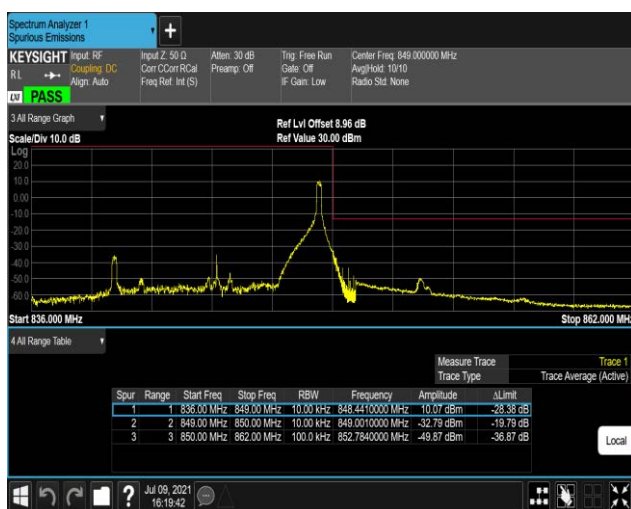 Spectrum Analyzer 1
Spurious Emissions
+
KEYSIGHT Input: RF Input Z: 50 Ω Atten: 30 dB Trig: Free Run Center Freq: 849.000000 MHz
RL Coupling: DC Corr CCorr RCal Preamp: Off Gate: Off Avg|Hold: 10/10
Align: Auto Freq Ref: Int (S) IF Gain: Low Radio Std: None
LXI PASS
3 All Range Graph
Ref Lvl Offset 8.96 dB
Scale/Div 10.0 dB Ref Value 30.00 dBm
Log
20.0
10.0
0.00
-10.0
-20.0
-30.0
-40.0
-50.0
-60.0
Start 836.000 MHz Stop 862.000 MHz
4 All Range Table
Measure Trace Trace 1
Trace Type Trace Average (Active)
Spur Range Start Freq Stop Freq RBW Frequency Amplitude ΔLimit
1 1 836.00 MHz 849.00 MHz 10.00 kHz 848.4410000 MHz 10.07 dBm -28.38 dB
2 2 849.00 MHz 850.00 MHz 10.00 kHz 849.0010000 MHz -32.79 dBm -19.79 dB
3 3 850.00 MHz 862.00 MHz 100.0 kHz 852.7840000 MHz -49.87 dBm -36.87 dB
Local
? Jul 09, 2021
16:19:42